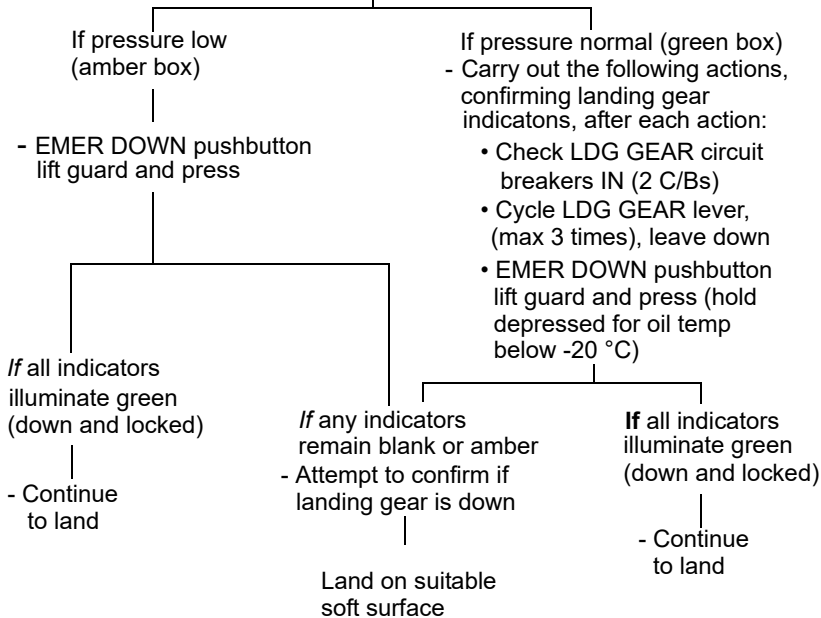 If pressure low
(amber box)
- EMER DOWN pushbutton
lift guard and press
If pressure normal (green box)
- Carry out the following actions,
confirming landing gear
indicatons, after each action:
• Check LDG GEAR circuit
breakers IN (2 C/Bs)
• Cycle LDG GEAR lever,
(max 3 times), leave down
• EMER DOWN pushbutton
lift guard and press (hold
depressed for oil temp
below -20 °C)
If all indicators
illuminate green
(down and locked)
- Continue
to land
If any indicators
remain blank or amber
- Attempt to confirm if
landing gear is down
Land on suitable
soft surface
If all indicators
illuminate green
(down and locked)
- Continue
to land